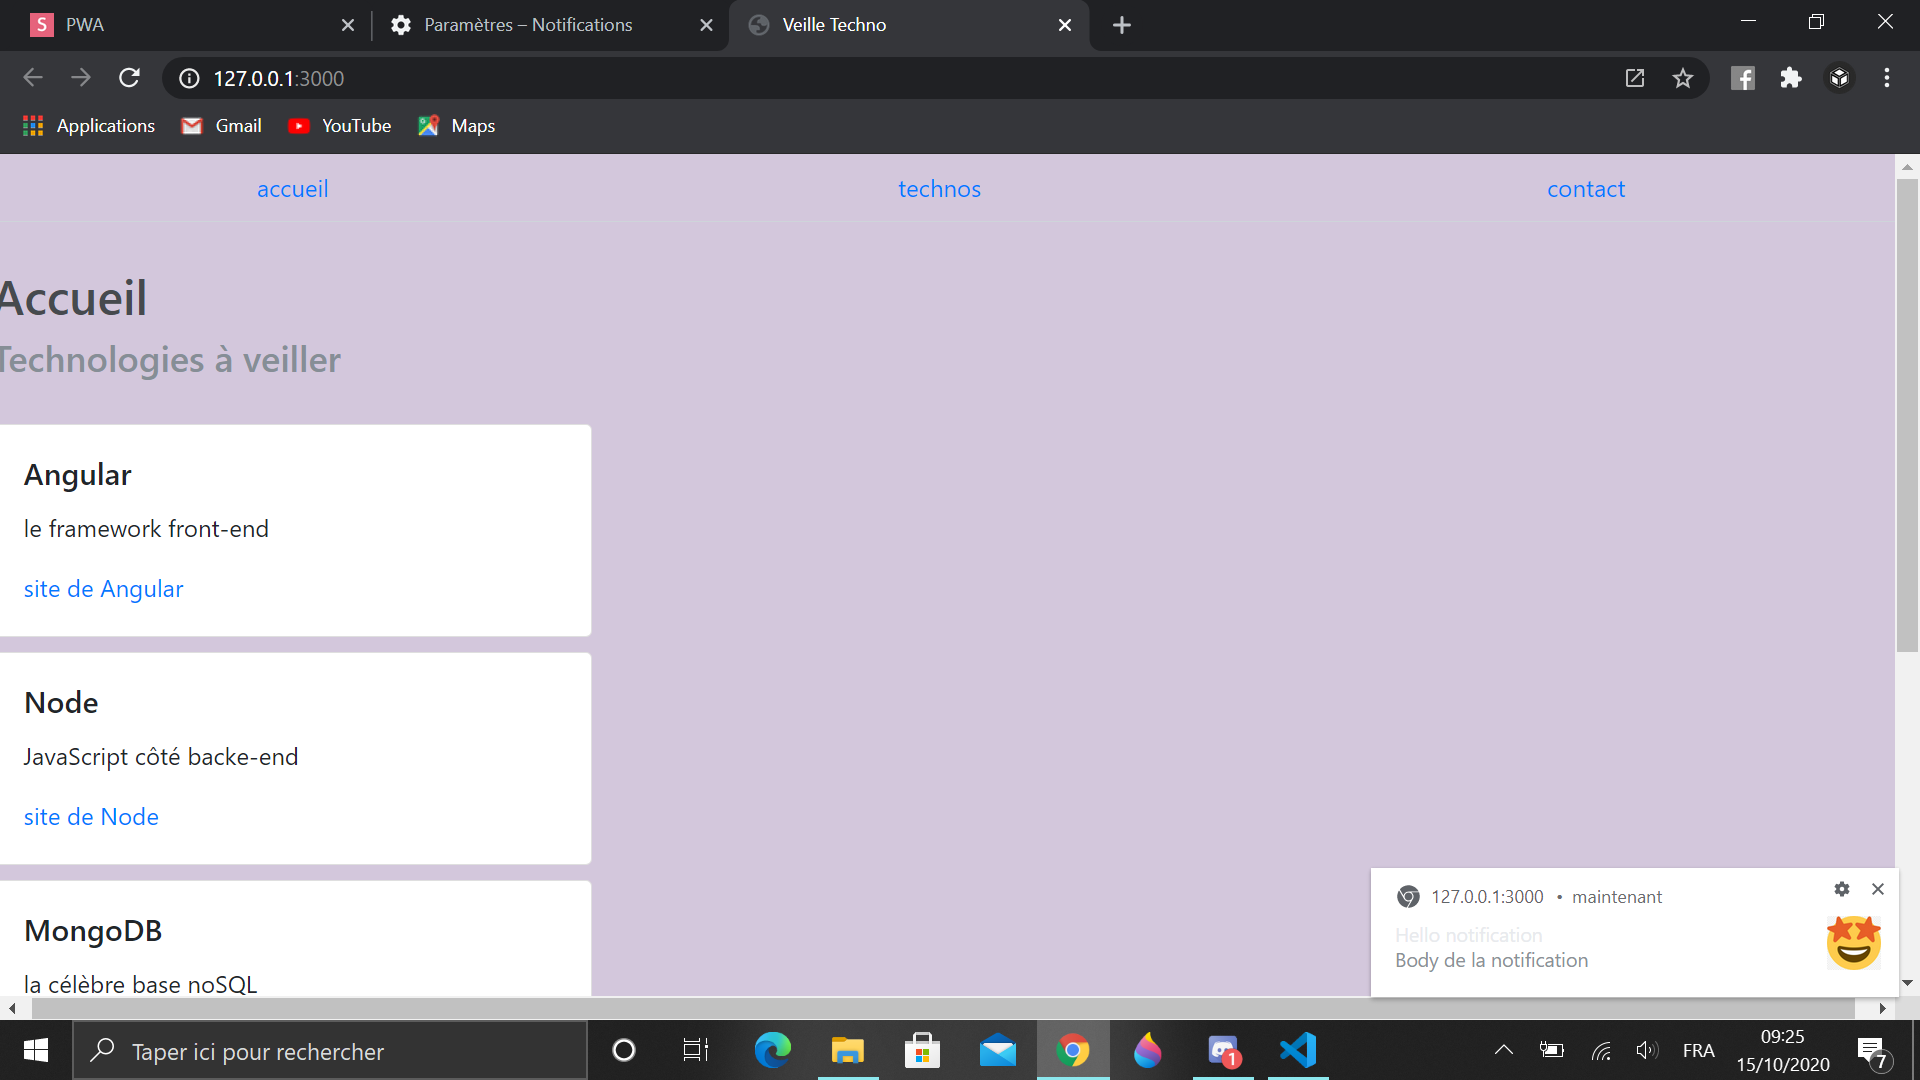 S PWA
Paramètres – Notifications
Veille Techno
127.0.0.1:3000
Applications
Gmail
YouTube
Maps
accueil
technos
contact
Accueil
Technologies à veiller
Angular
le framework front-end
site de Angular
Node
JavaScript côté backe-end
site de Node
MongoDB
la célèbre base noSQL
127.0.0.1:3000 • maintenant
Hello notification
Body de la notification
Taper ici pour rechercher
1
FRA
09:25
15/10/2020
7